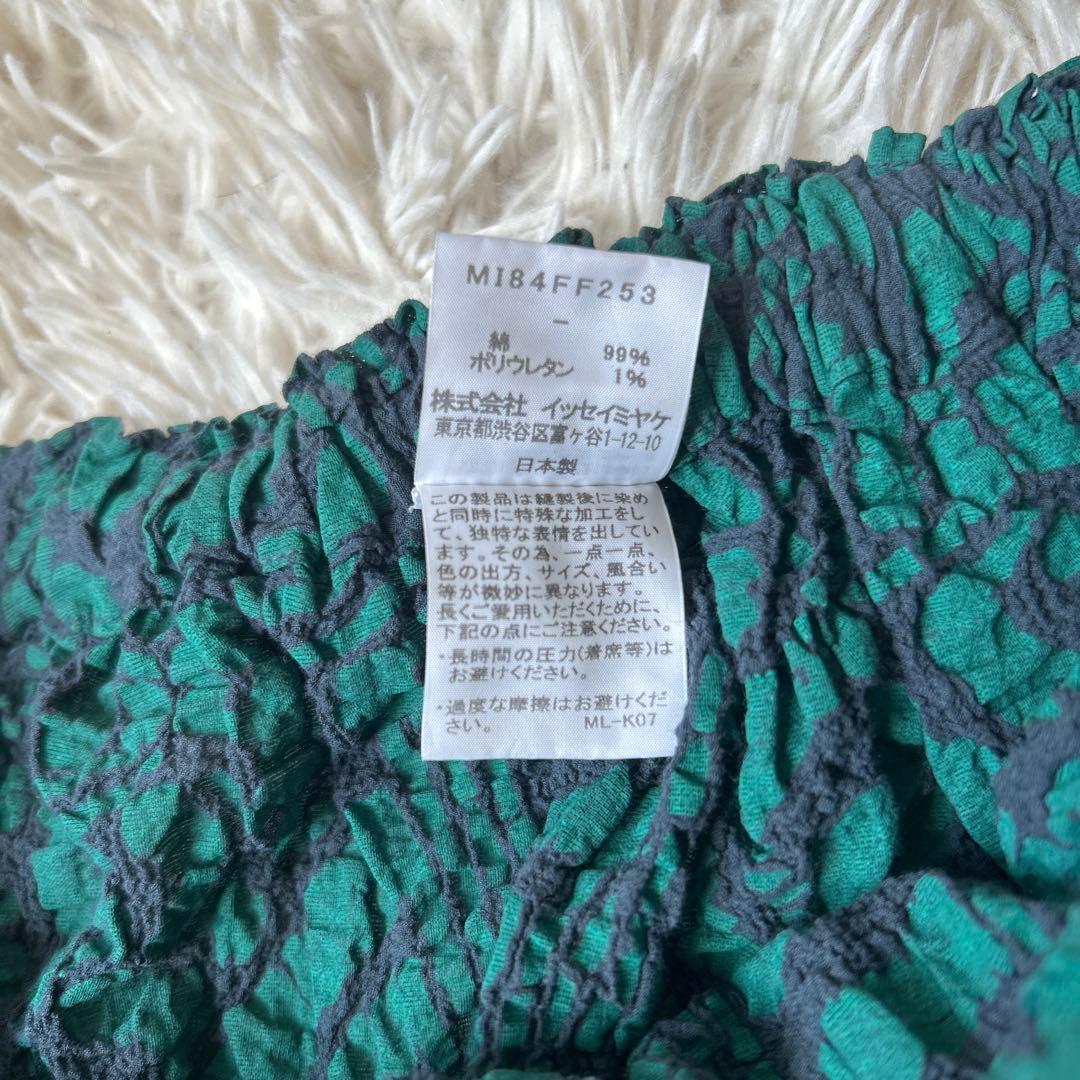 MI84FF253
-
綿 99%
ポリウレタン 1%
株式会社 イッセイミヤケ
東京都渋谷区富ヶ谷1-12-10
日本製
この製品は縫製後に染め
と同時に特殊な加工をし
て、独特な表情を出してい
ます。その為、一点一点、
色の出方、サイズ、風合い
等が微妙に異なります。
長くご愛用いただくために、
下記の点にご注意ください。
・長時間の圧力(着席等)は
お避けください。
・過度な摩擦はお避けくだ
さい。 ML-K07